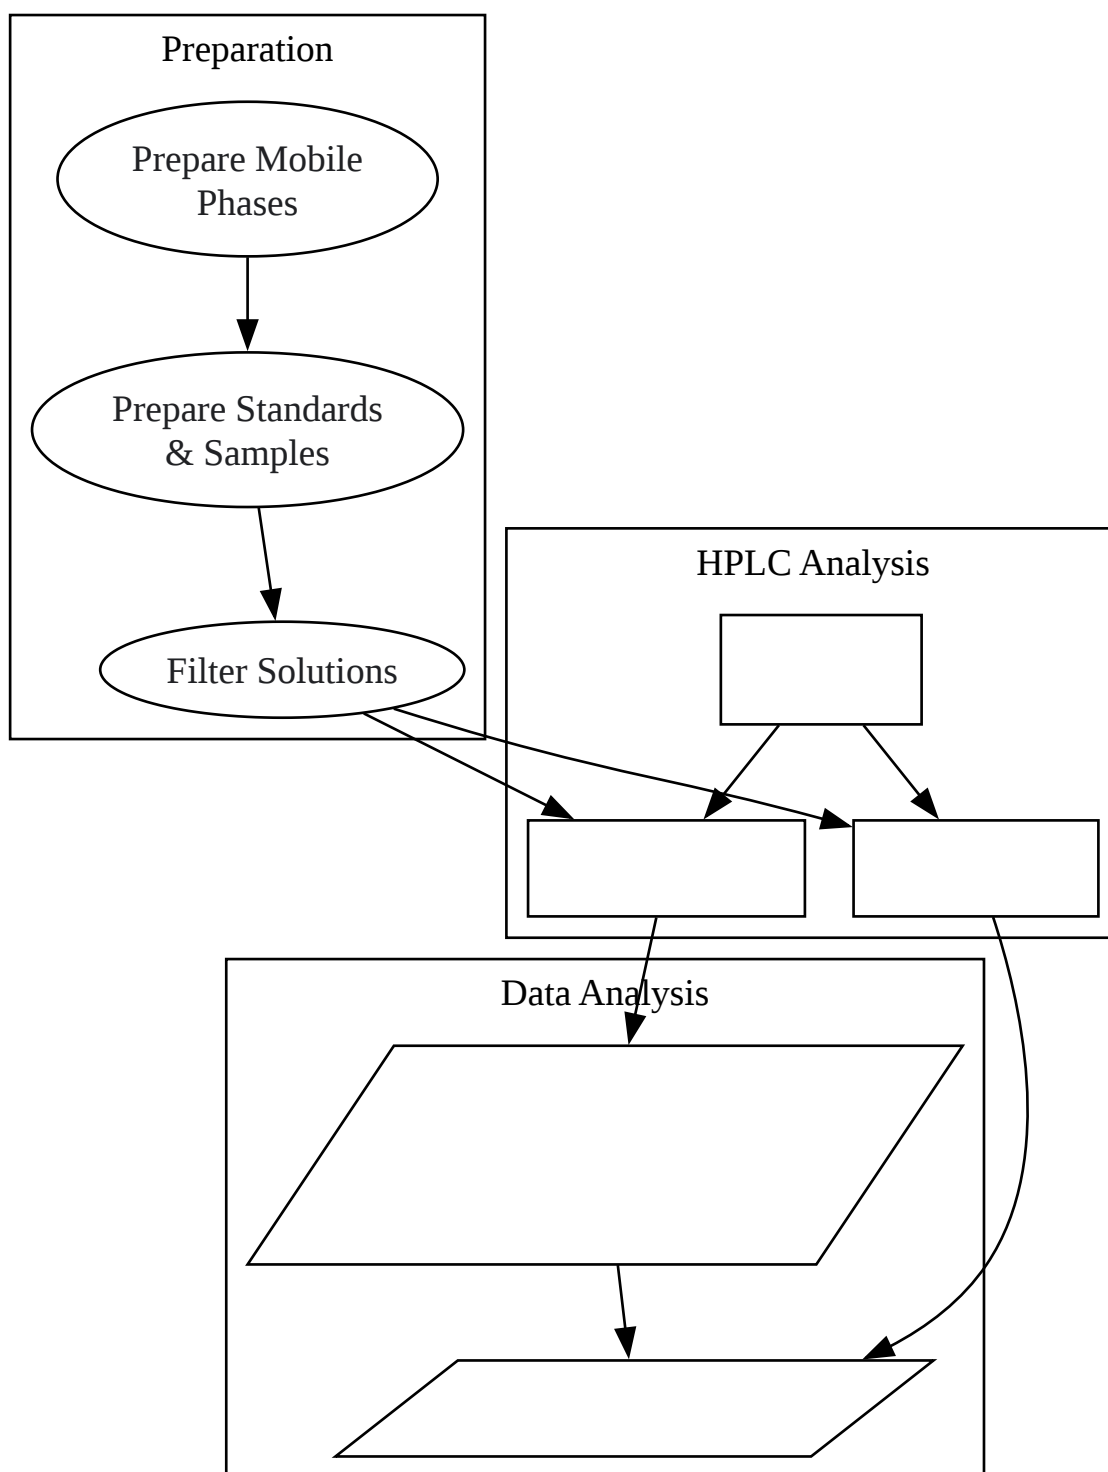 Preparation
Prepare Mobile
Phases
Prepare Standards
& Samples
Filter Solutions
HPLC Analysis
Data Analysis